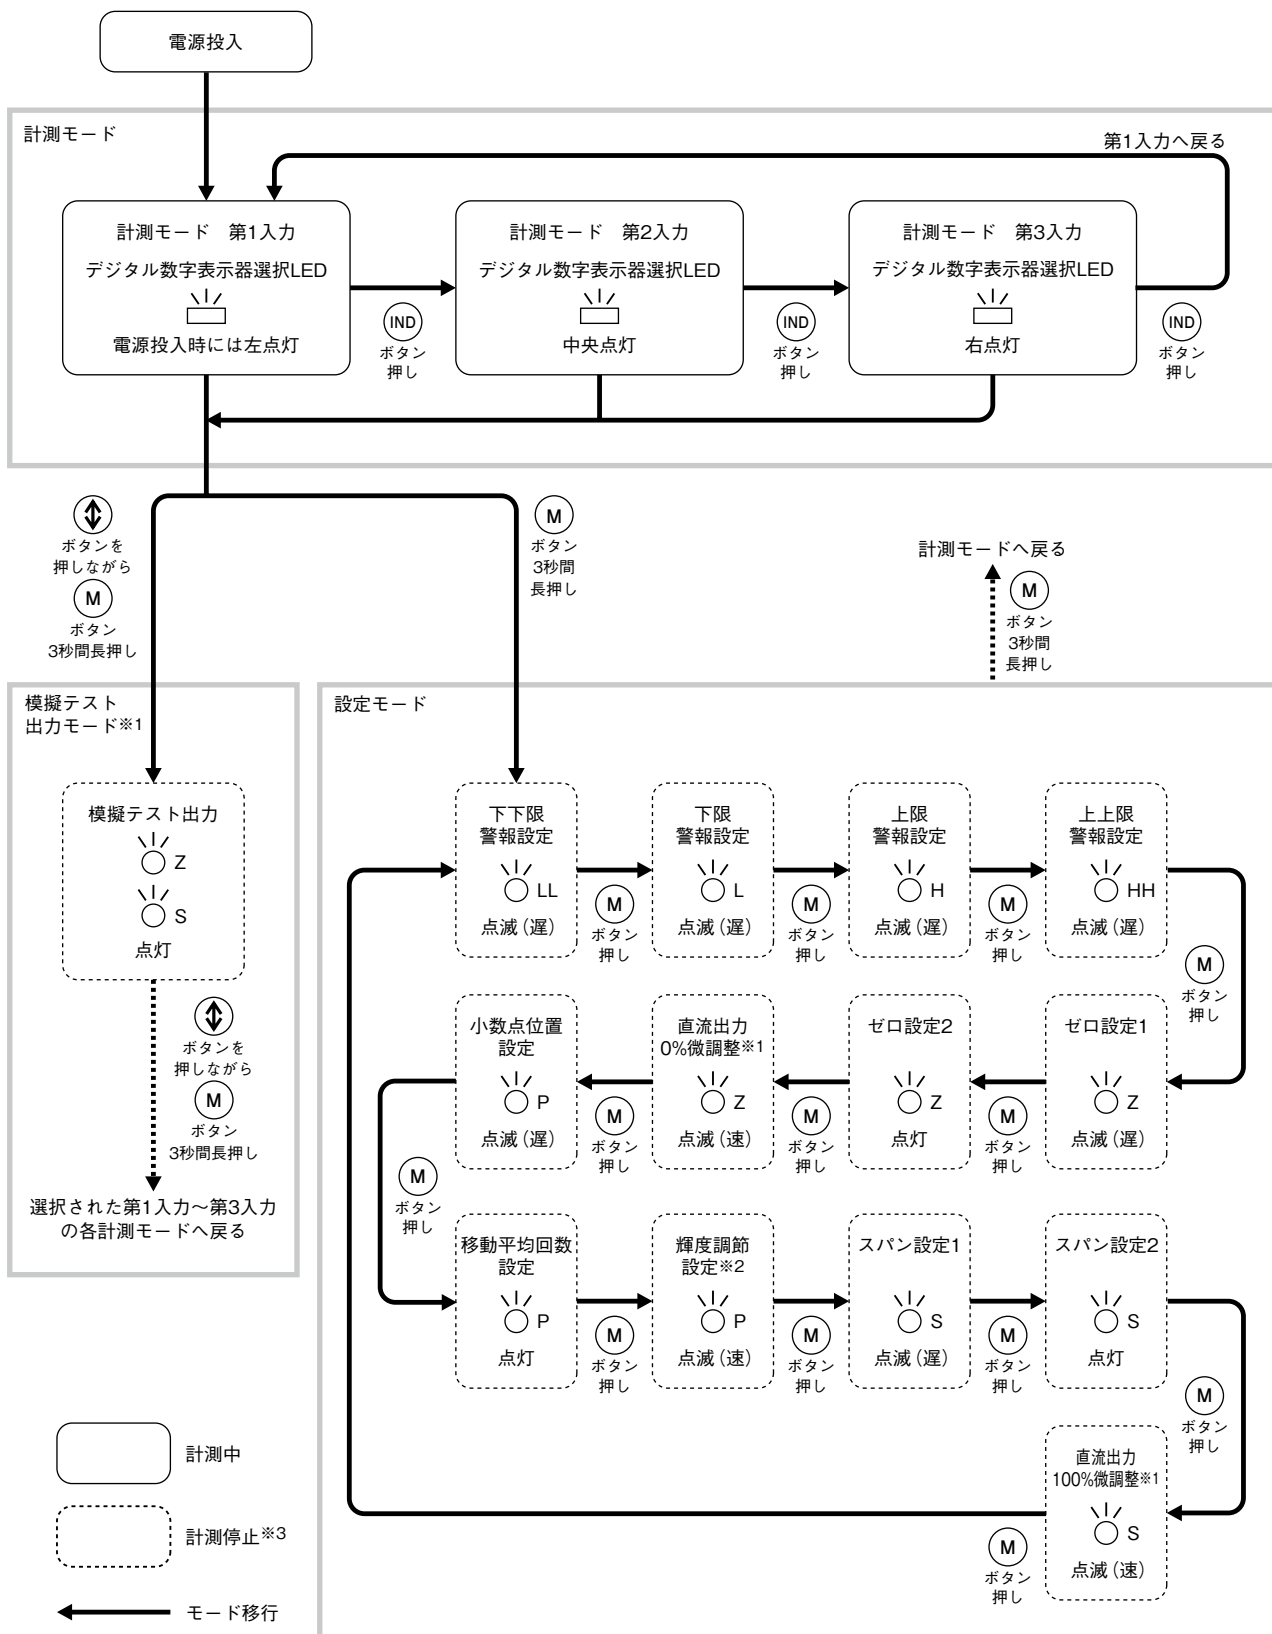 電源投入
計測モード
第1入力へ戻る
計測モード　第1入力
デジタル数字表示器選択LED
電源投入時には左点灯
IND
ボタン
押し
計測モード　第2入力
デジタル数字表示器選択LED
中央点灯
IND
ボタン
押し
計測モード　第3入力
デジタル数字表示器選択LED
右点灯
IND
ボタン
押し
ボタンを
押しながら
M
ボタン
3秒間長押し
M
ボタン
3秒間
長押し
計測モードへ戻る
M
ボタン
3秒間
長押し
模擬テスト
出力モード※1
模擬テスト出力
Z
S
点灯
ボタンを
押しながら
M
ボタン
3秒間長押し
選択された第1入力～第3入力
の各計測モードへ戻る
設定モード
下下限
警報設定
LL
点滅（遅）
M
ボタン
押し
下限
警報設定
L
点滅（遅）
M
ボタン
押し
上限
警報設定
H
点滅（遅）
M
ボタン
押し
上上限
警報設定
HH
点滅（遅）
M
ボタン
押し
ゼロ設定1
Z
点滅（遅）
M
ボタン
押し
ゼロ設定2
Z
点灯
M
ボタン
押し
直流出力
0%微調整※1
Z
点滅（速）
M
ボタン
押し
小数点位置
設定
P
点滅（遅）
M
ボタン
押し
移動平均回数
設定
P
点灯
M
ボタン
押し
輝度調節
設定※2
P
点滅（速）
M
ボタン
押し
スパン設定1
S
点滅（遅）
M
ボタン
押し
スパン設定2
S
点灯
M
ボタン
押し
直流出力
100%微調整※1
S
点滅（速）
M
ボタン
押し
計測中
計測停止※3
モード移行